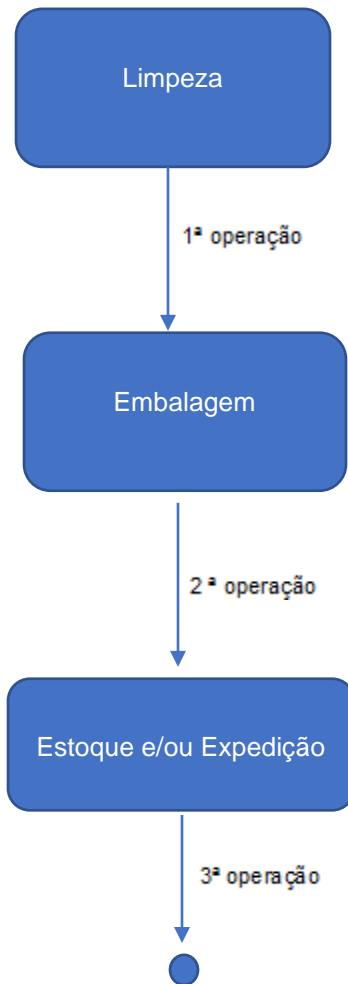 Limpeza
1ª operação
Embalagem
2 ª operação
Estoque e/ou Expedição
3ª operação